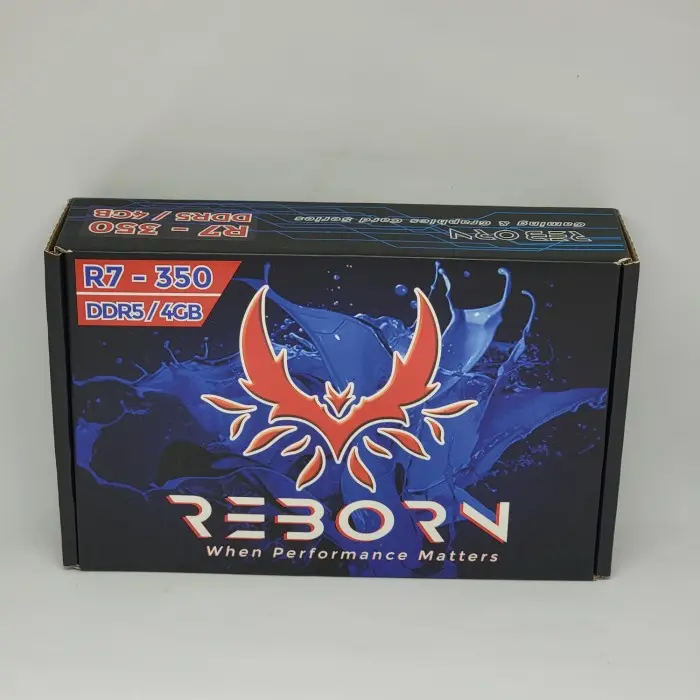 R7 - 350
DDR5 / 4GB
REBORN
Gaming & Graphics Card Series
R7 - 350
DDR5 / 4GB
REBORN
When Performance Matters